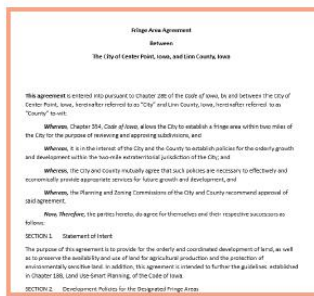 Fringe Area Agreement
Between
The City of Center Point, Iowa, and Linn County, Iowa
This agreement is entered into pursuant to Chapter 28E of the Code of Iowa, by and between The City of
Center Point, Iowa, hereinafter referred to as "City" and Linn County, Iowa, hereinafter referred to as
"County" to wit:
Whereas, Chapter 354, Code of Iowa, allows the City to establish a fringe area within two miles of
the City for the purpose of reviewing and approving subdivisions, and
Whereas, it is in the interest of the City and the County to establish policies for the orderly growth
and development within the two-mile extraterritorial jurisdiction of the City; and
Whereas, the City and County mutually agree that such policies are necessary to effectively and
economically provide appropriate services for future growth and development, and
Whereas, the Planning and Zoning Commissions of the City and County recommend approval of
said agreement.
Now, Therefore, the parties hereto, do agree for themselves and their respective successors as
follows:
SECTION 1. Statement of Intent
The purpose of this agreement is to provide for the orderly and coordinated development of land, as well
as to preserve the availability and use of land for agricultural production and the protection of
environmentally sensitive land. In addition, this agreement is intended to further the guidelines established
in Chapter 18B, Land Use-Smart Planning, of the Code of Iowa.
SECTION 2. Development Policies for the Designated Fringe Areas